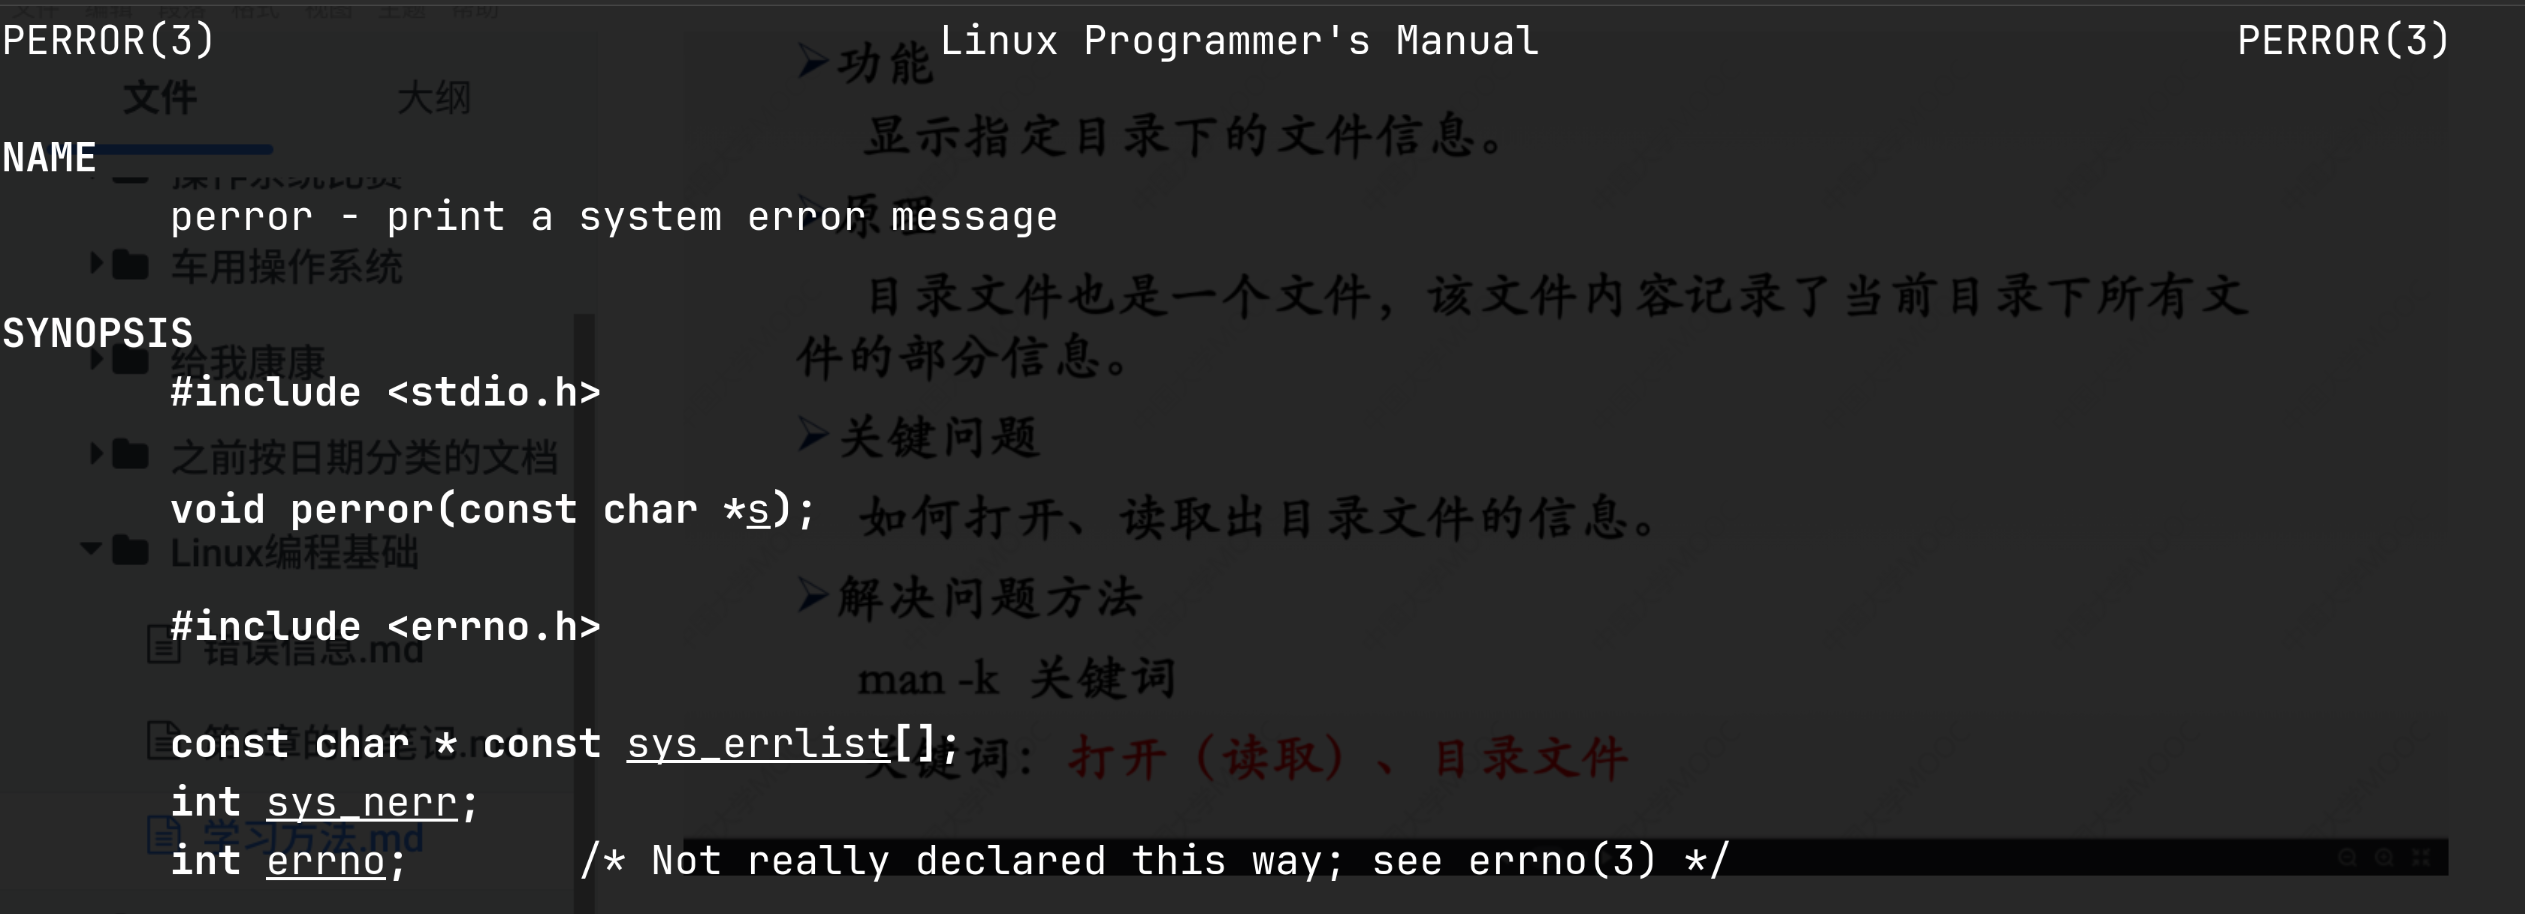 PERROR(3) Linux Programmer's Manual PERROR(3)
NAME
perror - print a system error message
SYNOPSIS
#include <stdio.h>
void perror(const char *s);
#include <errno.h>
const char * const sys_errlist[];
int sys_nerr;
int errno; /* Not really declared this way; see errno(3) */
文件 大纲
车用操作系统
给我康康
之前按日期分类的文档
Linux编程基础
错误信息.md
学习方法.md
功能
显示指定目录下的文件信息。
原理
目录文件也是一个文件，该文件内容记录了当前目录下所有文
件的部分信息。
关键问题
如何打开、读取出目录文件的信息。
解决问题方法
man -k 关键词
关键词：打开（读取）、目录文件